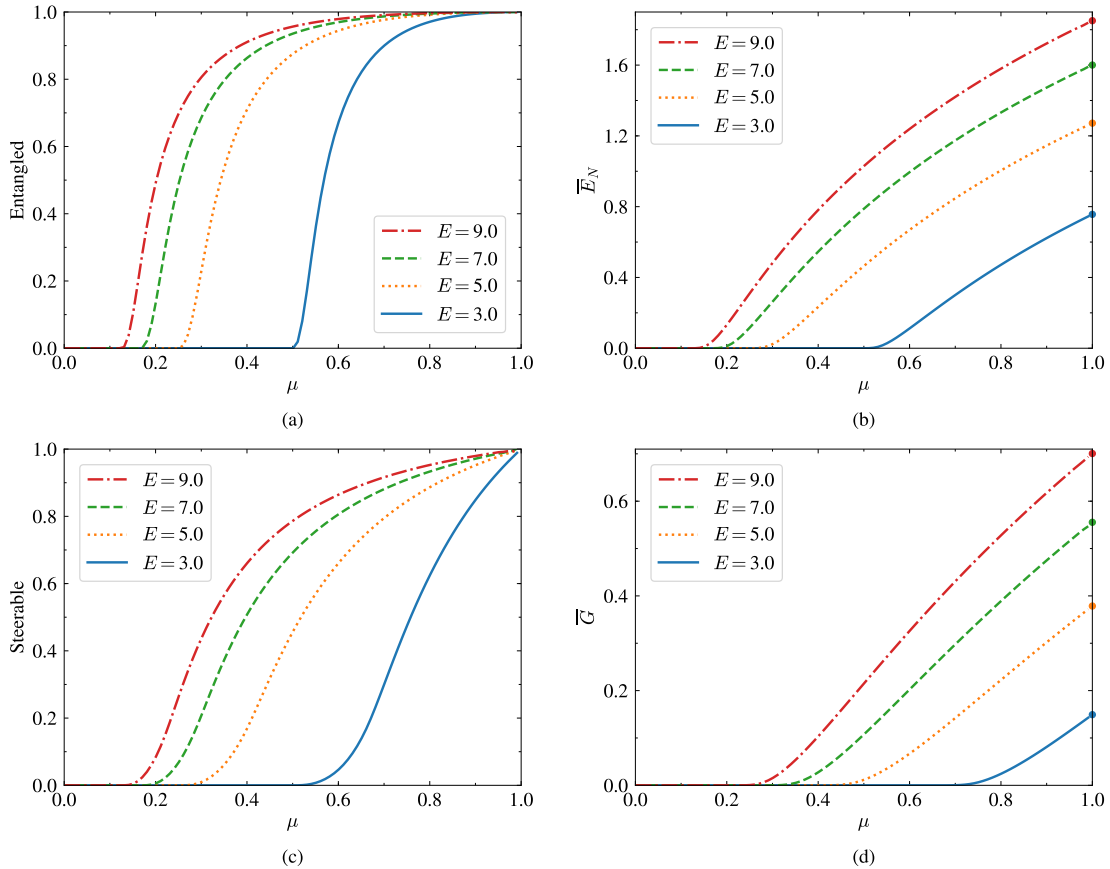 1.0
0.8
0.6
0.4
0.2
0.0
Entangled
E = 9.0
E = 7.0
E = 5.0
E = 3.0
0.0 0.2 0.4 0.6 0.8 1.0
μ
(a)
1.6
1.2
0.8
0.4
0.0
E̅_N
E = 9.0
E = 7.0
E = 5.0
E = 3.0
0.0 0.2 0.4 0.6 0.8 1.0
μ
(b)
1.0
0.8
0.6
0.4
0.2
0.0
Steerable
E = 9.0
E = 7.0
E = 5.0
E = 3.0
0.0 0.2 0.4 0.6 0.8 1.0
μ
(c)
0.6
0.4
0.2
0.0
G̅
E = 9.0
E = 7.0
E = 5.0
E = 3.0
0.0 0.2 0.4 0.6 0.8 1.0
μ
(d)